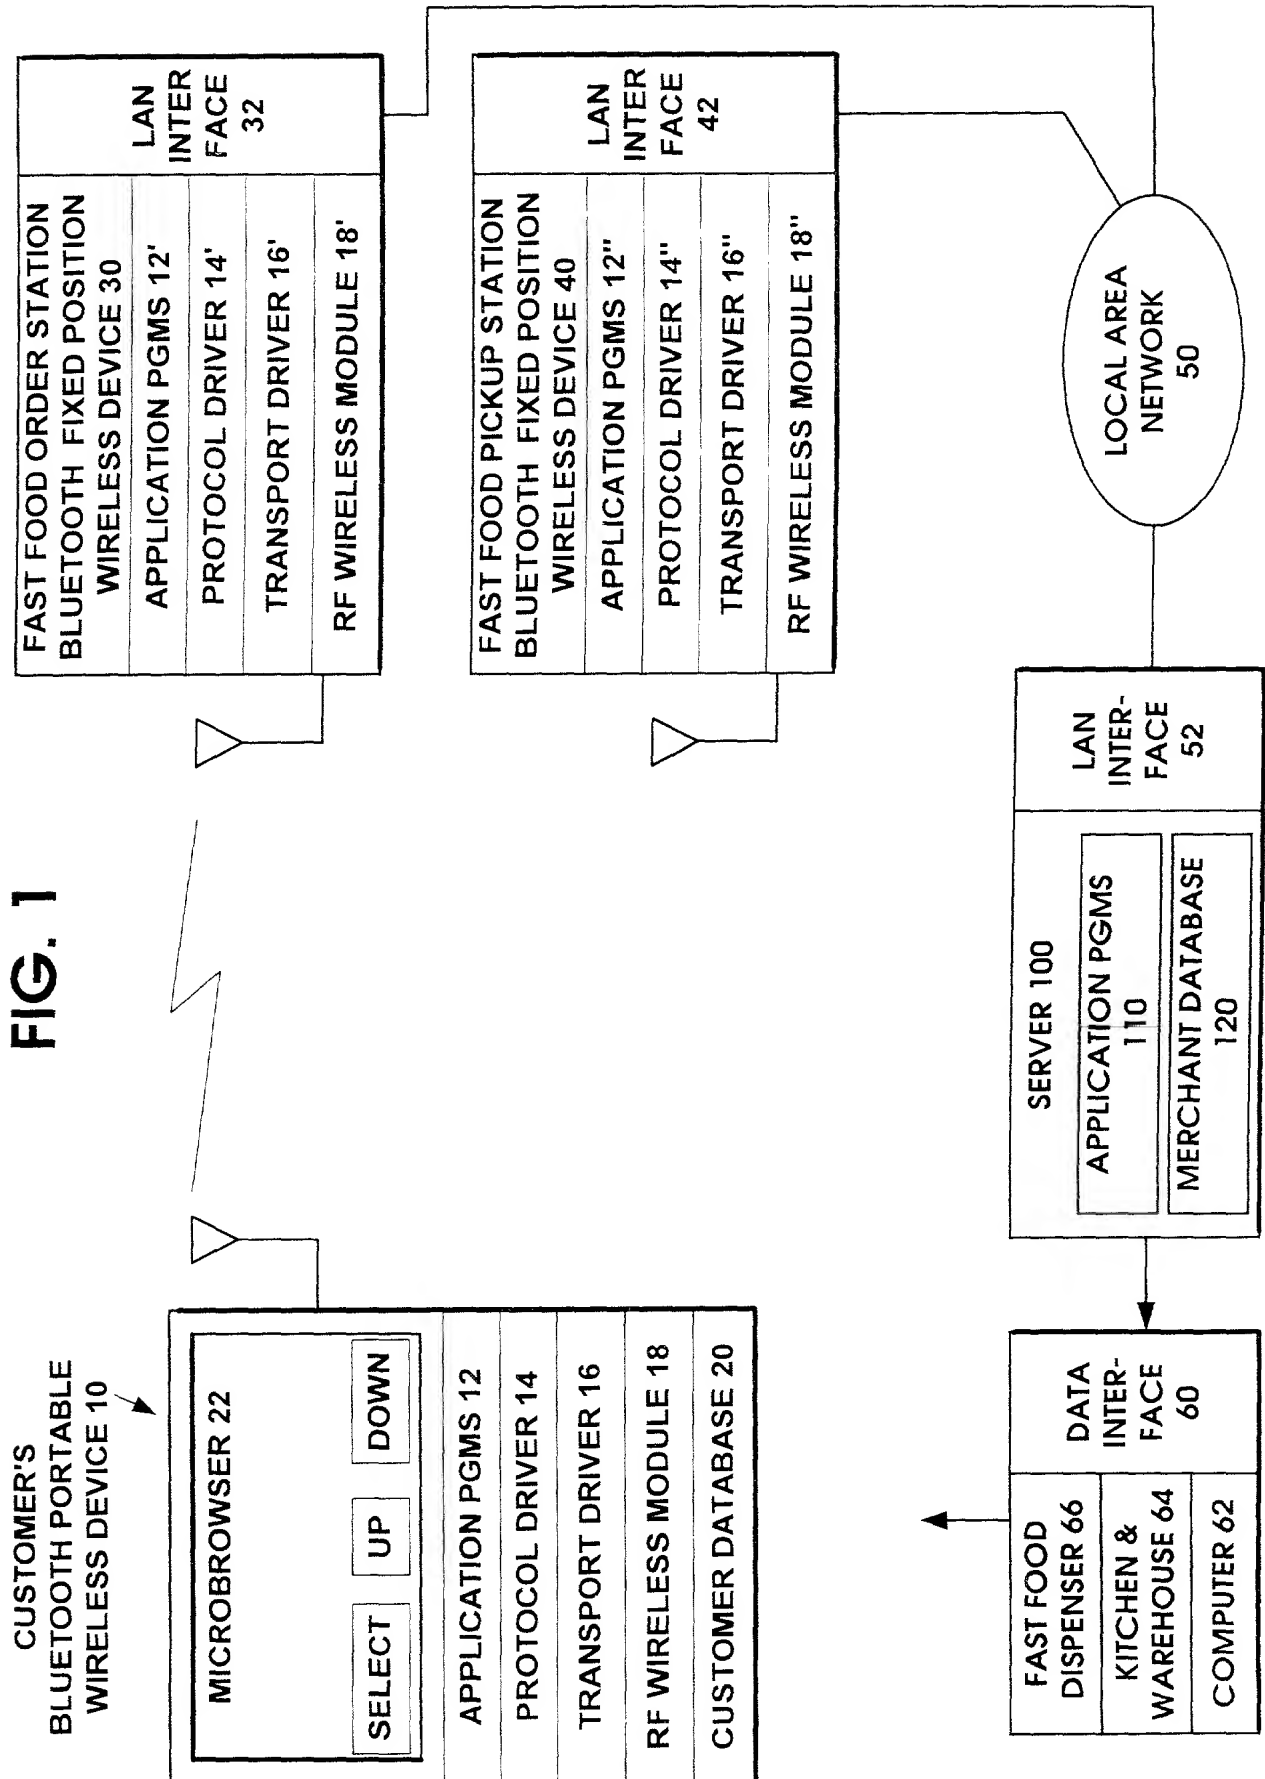 FIG. 1
CUSTOMER'S
BLUETOOTH PORTABLE
WIRELESS DEVICE 10
MICROBROWSER 22
SELECT
UP
DOWN
APPLICATION PGMS 12
PROTOCOL DRIVER 14
TRANSPORT DRIVER 16
RF WIRELESS MODULE 18
CUSTOMER DATABASE 20
FAST FOOD ORDER STATION
BLUETOOTH FIXED POSITION
WIRELESS DEVICE 30
APPLICATION PGMS 12'
PROTOCOL DRIVER 14'
TRANSPORT DRIVER 16'
RF WIRELESS MODULE 18'
LAN
INTER
FACE
32
FAST FOOD PICKUP STATION
BLUETOOTH FIXED POSITION
WIRELESS DEVICE 40
APPLICATION PGMS 12"
PROTOCOL DRIVER 14"
TRANSPORT DRIVER 16"
RF WIRELESS MODULE 18"
LAN
INTER
FACE
42
FAST FOOD
DISPENSER 66
KITCHEN &
WAREHOUSE 64
COMPUTER 62
DATA
INTER-
FACE
60
SERVER 100
APPLICATION PGMS
110
MERCHANT DATABASE
120
LAN
INTER-
FACE
52
LOCAL AREA
NETWORK
50